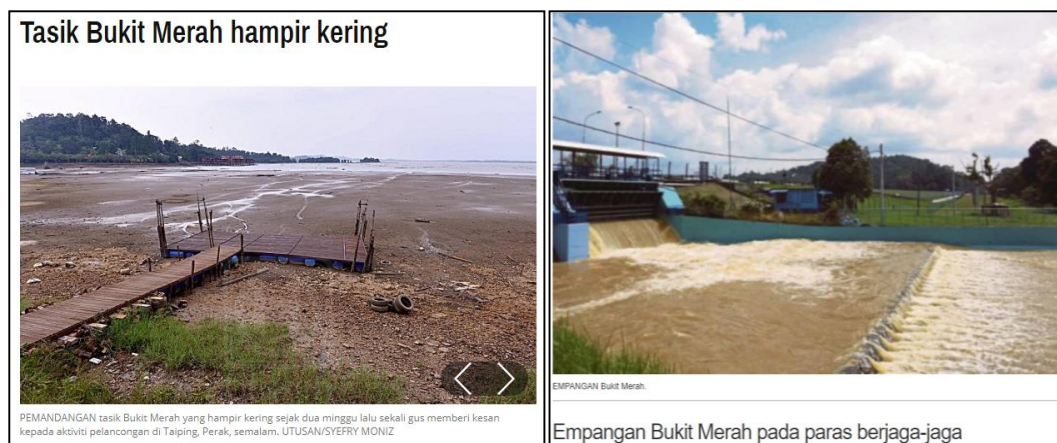 Tasik Bukit Merah hampir kering
PEMANDANGAN tasik Bukit Merah yang hampir kering sejak dua minggu lalu sekali gus memberi kesan
kepada aktiviti pelancongan di Taiping, Perak, semalam. UTUSAN/SYEFRY MONIZ
EMPANGAN Bukit Merah.
Empangan Bukit Merah pada paras berjaga-jaga